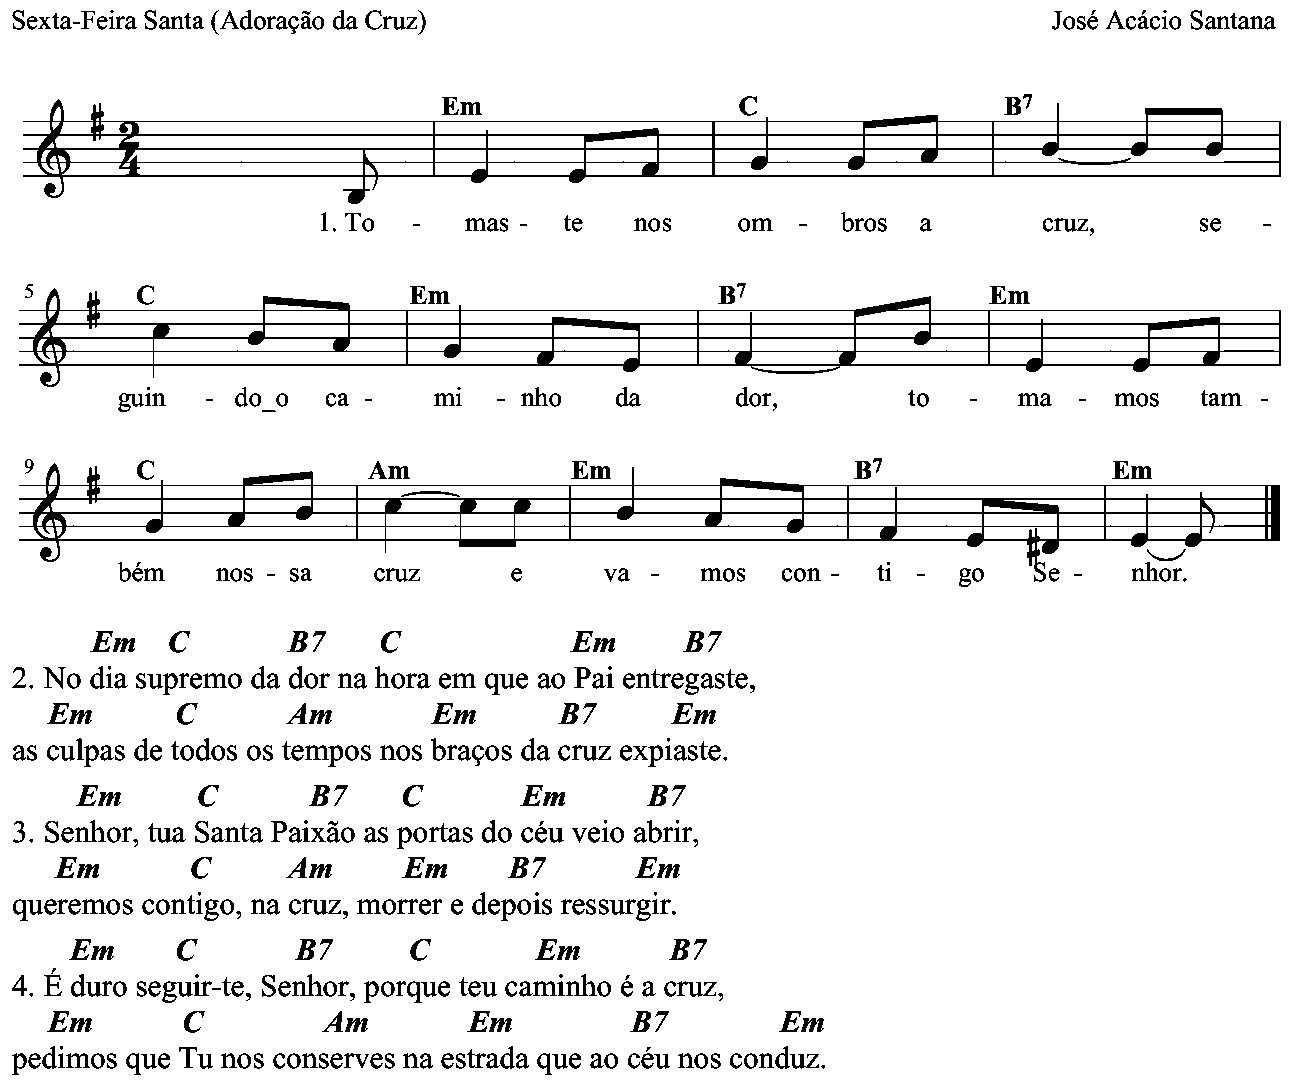 Sexta-Feira Santa (Adoração da Cruz) José Acácio Santana
Em C B7
1. To - mas - te nos om - bros a cruz, se -
5 C Em B7 Em
guin - do_o ca - mi - nho da dor, to - ma - mos tam -
9 C Am Em B7 Em
bém nos - sa cruz e va - mos con - ti - go Se - nhor.
Em C B7 C Em B7
2. No dia supremo da dor na hora em que ao Pai entregaste,
Em C Am Em B7 Em
as culpas de todos os tempos nos braços da cruz expiaste.
Em C B7 C Em B7
3. Senhor, tua Santa Paixão as portas do céu veio abrir,
Em C Am Em B7 Em
queremos contigo, na cruz, morrer e depois ressurgir.
Em C B7 C Em B7
4. É duro seguir-te, Senhor, porque teu caminho é a cruz,
Em C Am Em B7 Em
pedimos que Tu nos conserves na estrada que ao céu nos conduz.